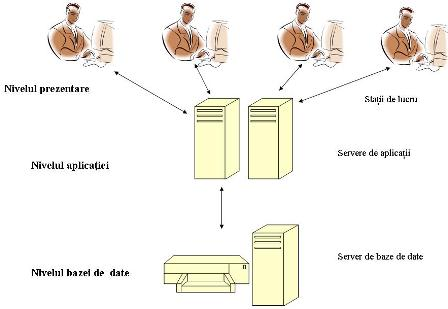 Nivelul prezentare
Stații de lucru
Nivelul aplicației
Servere de aplicații
Nivelul bazei de date
Server de baze de date